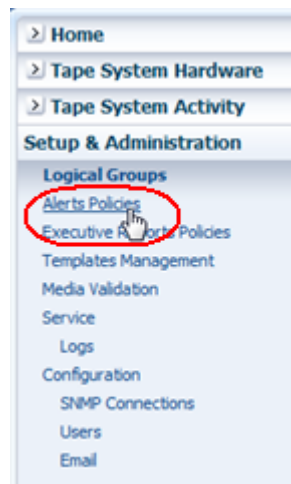 Home
Tape System Hardware
Tape System Activity
Setup & Administration
Logical Groups
Alerts Policies
Executive Reports Policies
Templates Management
Media Validation
Service
Logs
Configuration
SNMP Connections
Users
Email